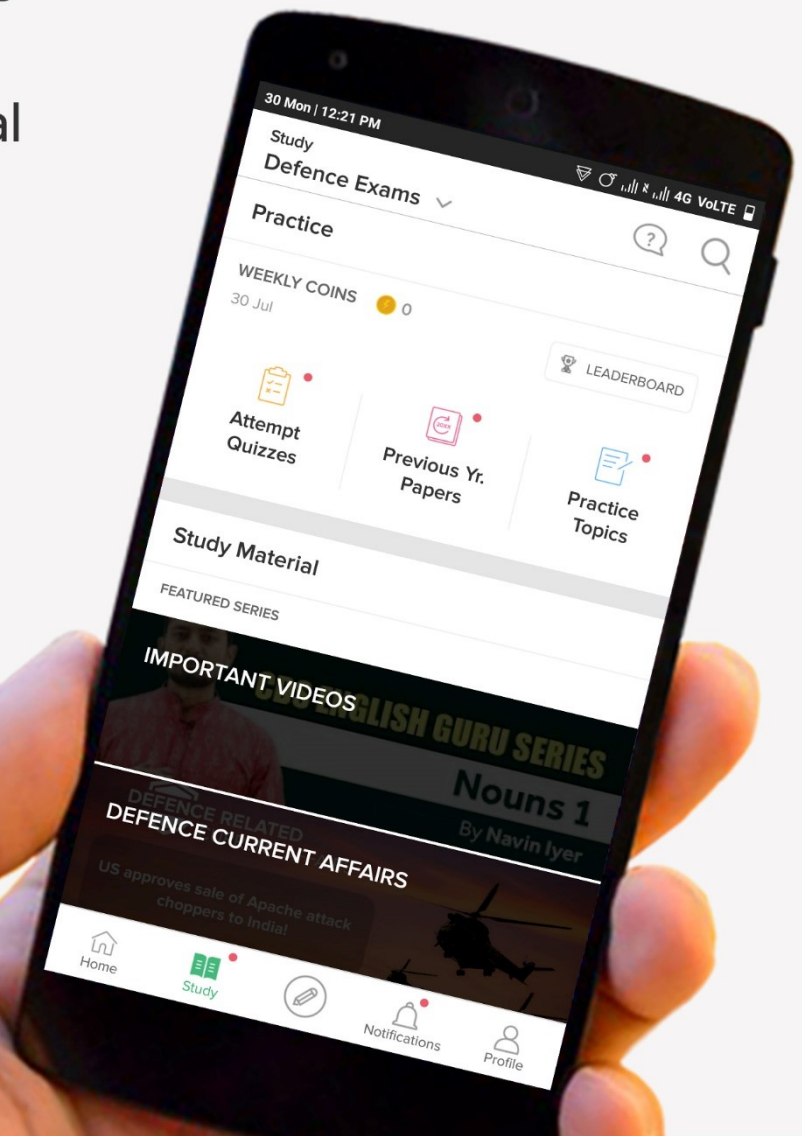 al
30 Mon | 12:21 PM
4G VoLTE
Study
Defence Exams
Practice
?
WEEKLY COINS 0
30 Jul
LEADERBOARD
Attempt
Quizzes
20XX
Previous Yr.
Papers
Practice
Topics
Study Material
FEATURED SERIES
IMPORTANT VIDEOS
ENGLISH GURU SERIES
Nouns 1
By Navin Iyer
DEFENCE RELATED
DEFENCE CURRENT AFFAIRS
US approves sale of Apache attack
choppers to India!
Home
Study
Notifications
Profile